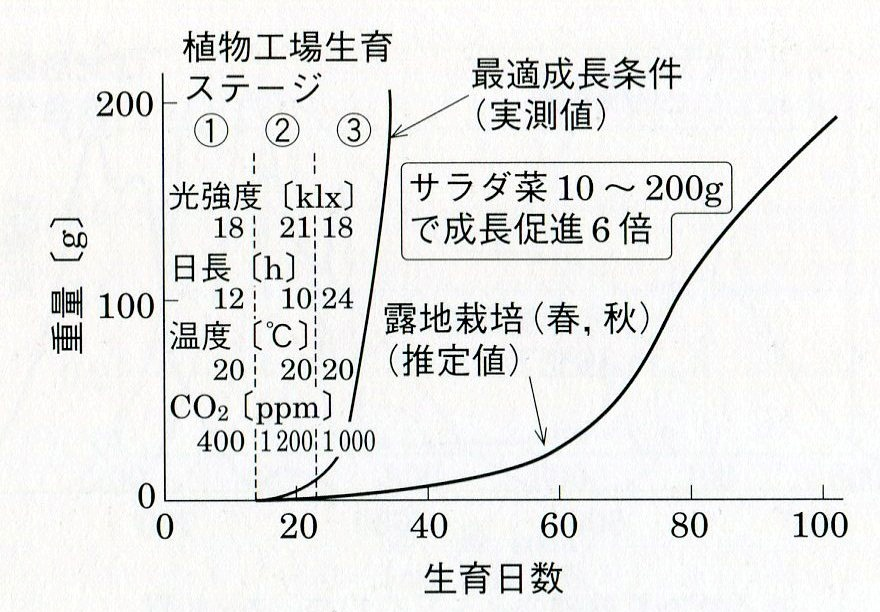 植物工場生育
ステージ
① ② ③
最適成長条件
(実測値)
光強度〔klx〕
18 21 18
日長〔h〕
12 10 24
温度〔℃〕
20 20 20
CO₂〔ppm〕
400 1200 1000
サラダ菜10～200g
で成長促進6倍
露地栽培(春, 秋)
(推定値)
重量〔g〕
200
100
0
0 20 40 60 80 100
生育日数